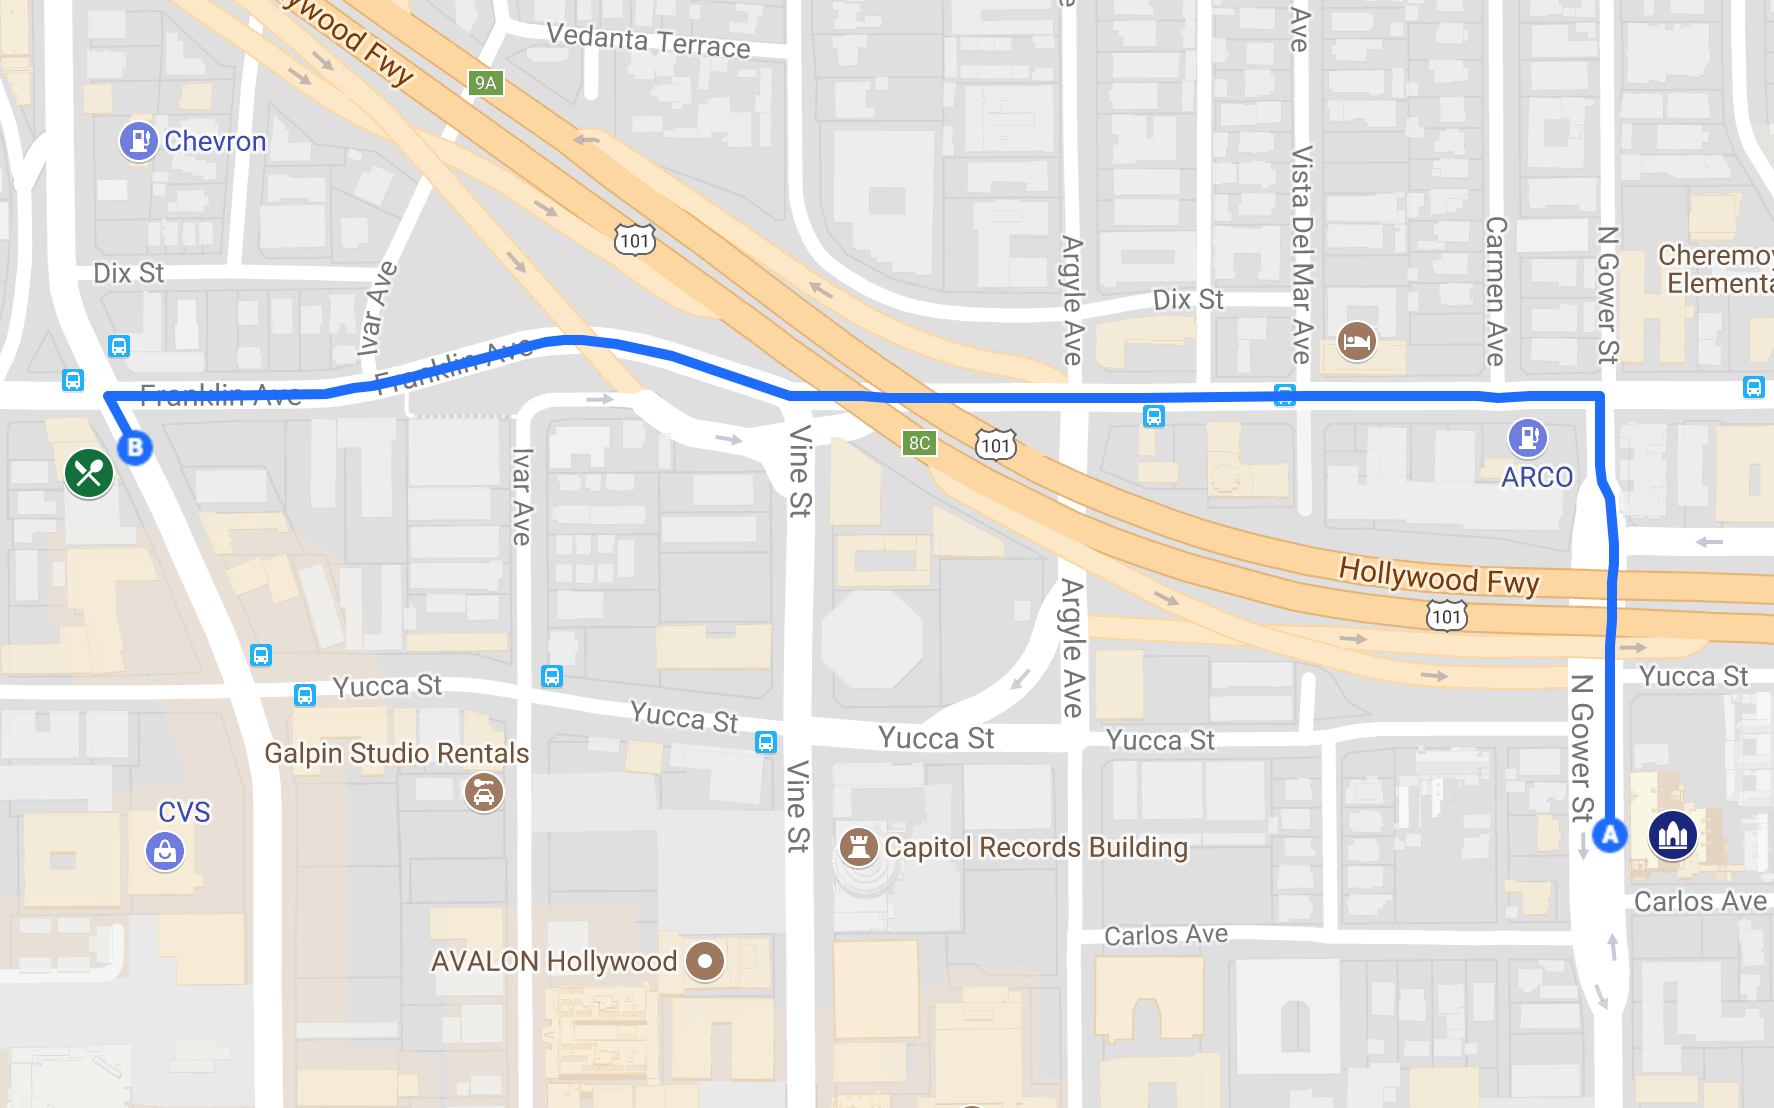 ywood Fwy
Vedanta Terrace
Ave
9A
Chevron
Vista Del Mar Ave
101
Carmen Ave
N Gower St
Cheremoy
Elementa
Dix St
Ivar Ave
Argyle Ave
Dix St
Franklin Ave
Franklin Ave
B
Vine St
8C
101
ARCO
Ivar Ave
Hollywood Fwy
101
Argyle Ave
Yucca St
Yucca St
Yucca St
Yucca St
Yucca St
N Gower St
Galpin Studio Rentals
CVS
Vine St
Capitol Records Building
A
Carlos Ave
Carlos Ave
AVALON Hollywood